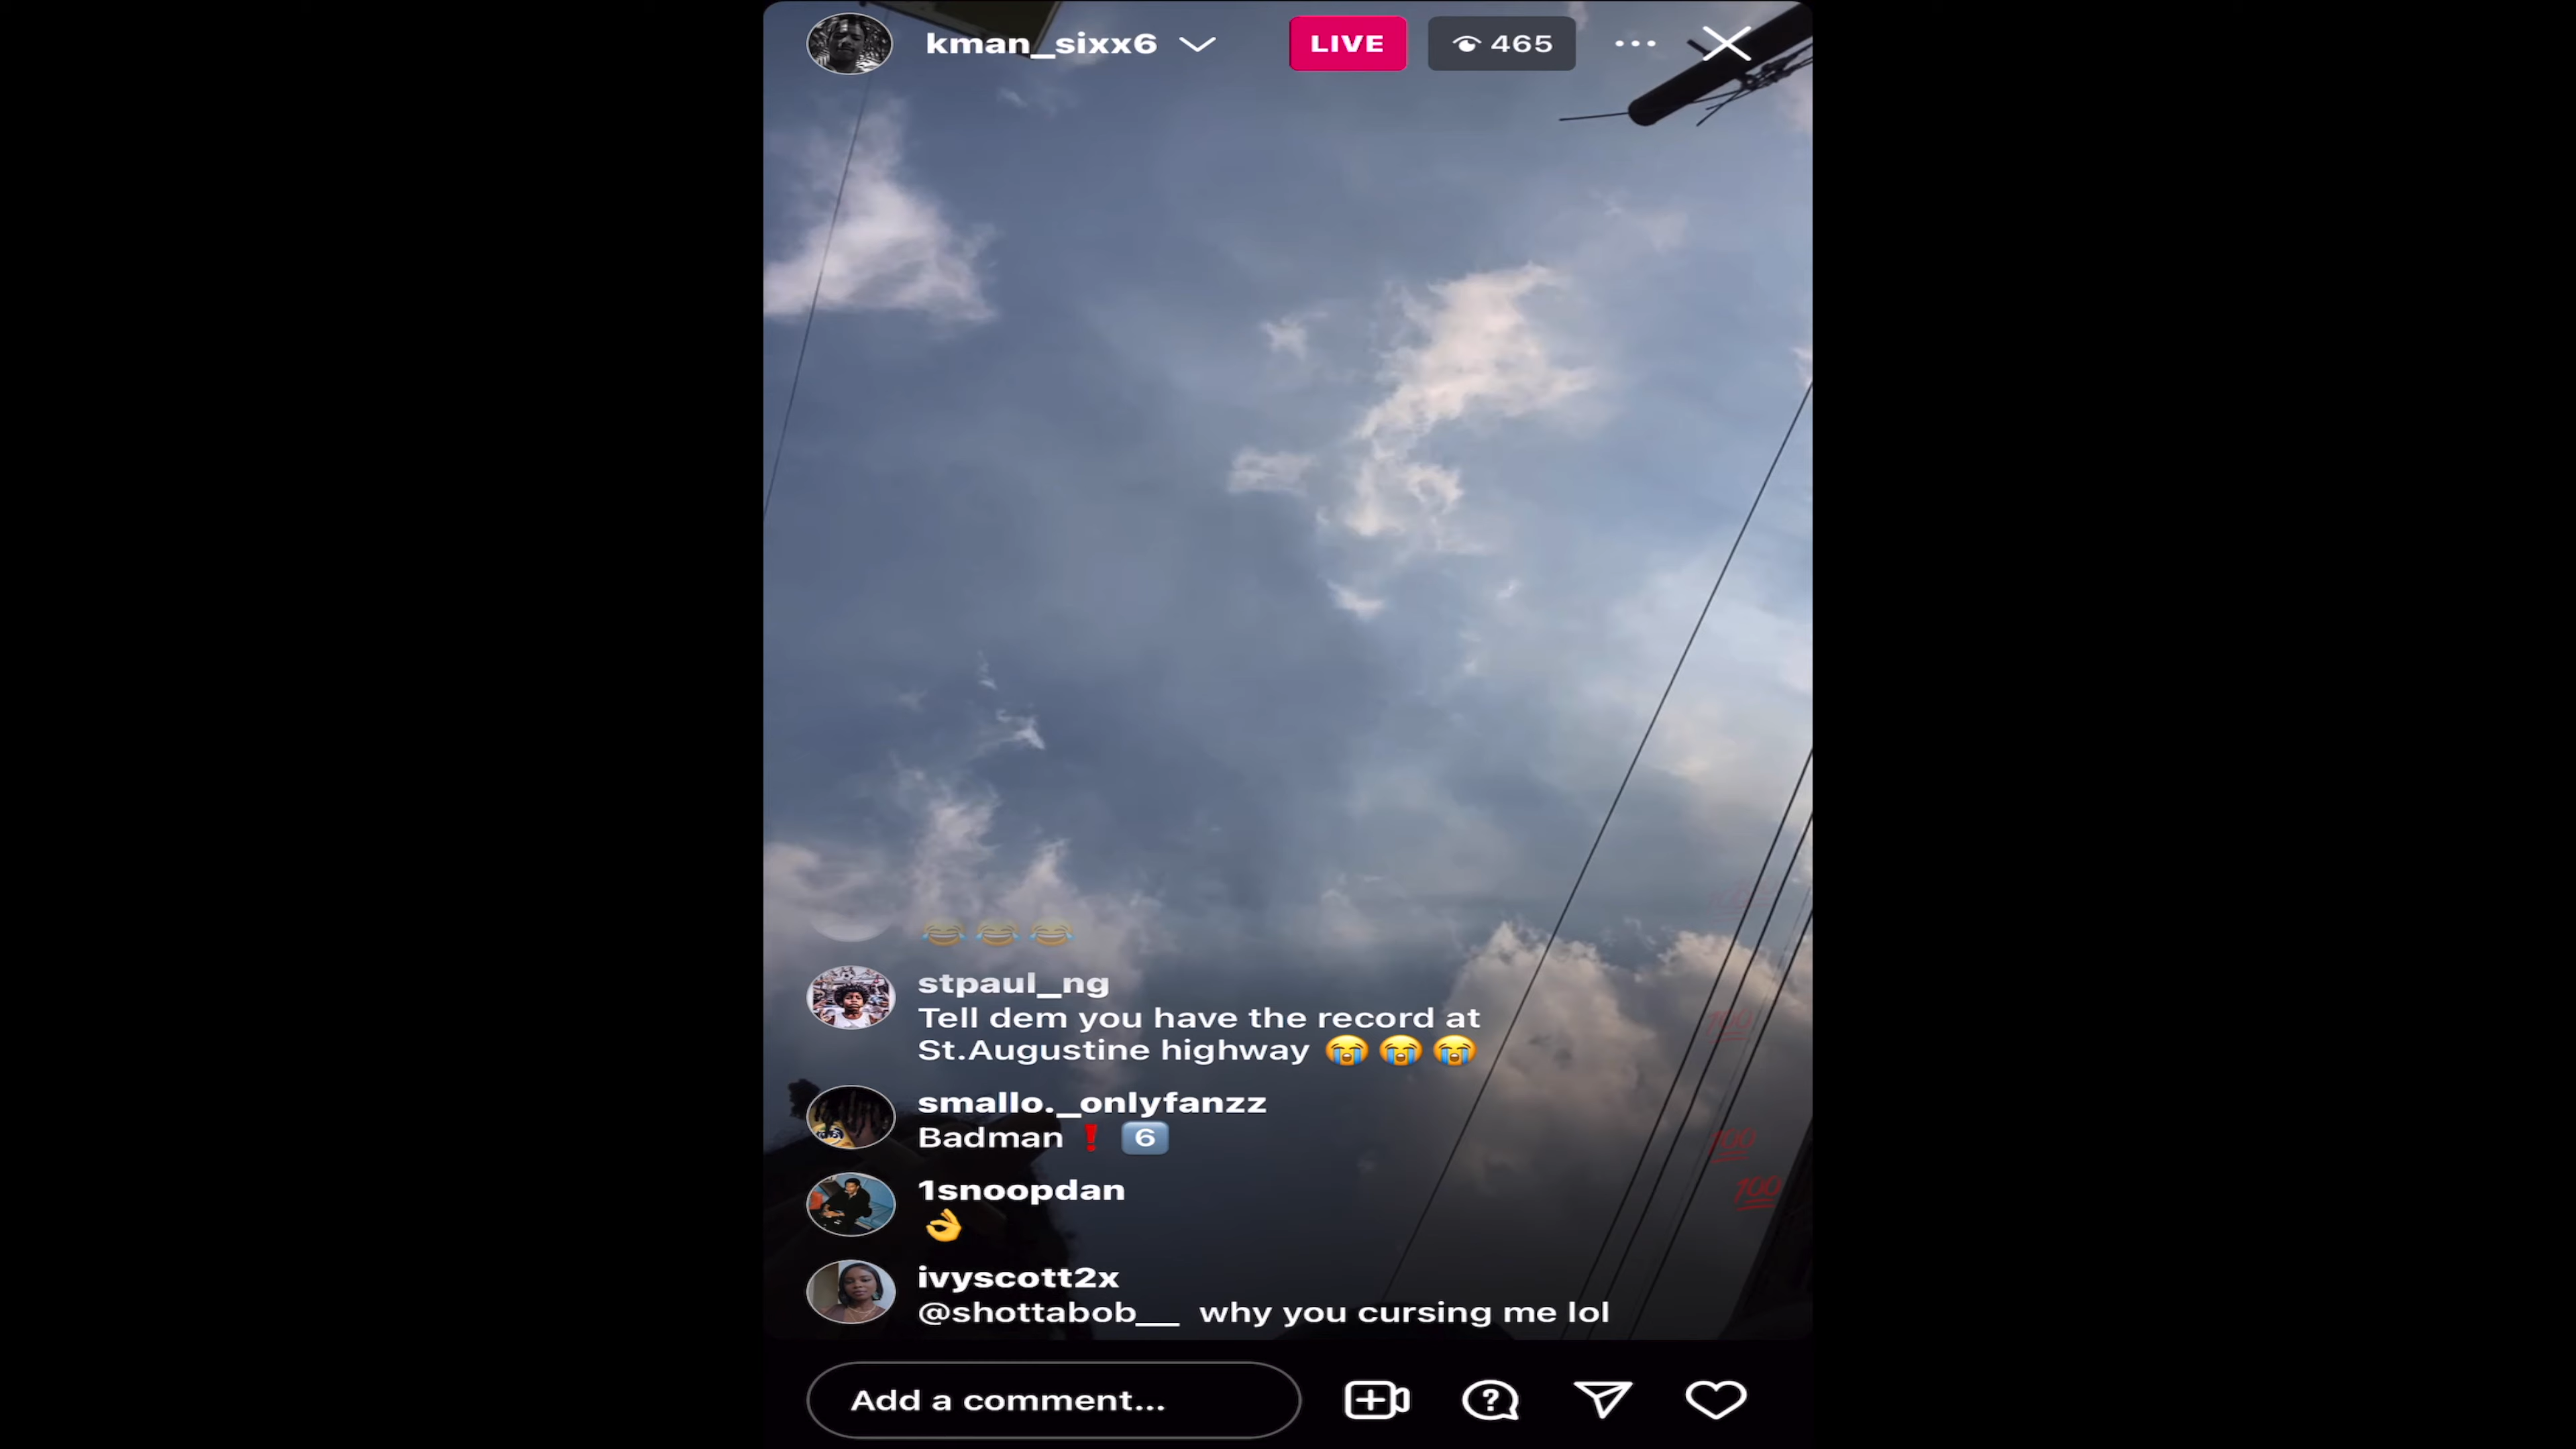 kman_sixx6
LIVE
465
stpaul_ng
Tell dem you have the record at
St.Augustine highway 😭 😭 😭
smallo._onlyfanzz
Badman ❗ 6️⃣
1snoopdan
👌
ivyscott2x
@shottabob__ why you cursing me lol
Add a comment...